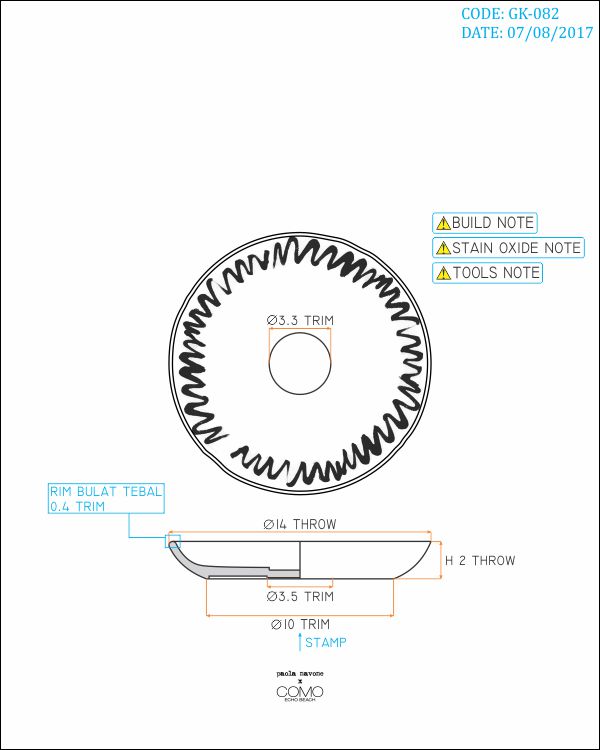 CODE: GK-082
DATE: 07/08/2017
BUILD NOTE
STAIN OXIDE NOTE
TOOLS NOTE
Ø3.3 TRIM
RIM BULAT TEBAL
0.4 TRIM
Ø14 THROW
H 2 THROW
Ø3.5 TRIM
Ø10 TRIM
STAMP
paola navone
x
COMO
ECHO BEACH